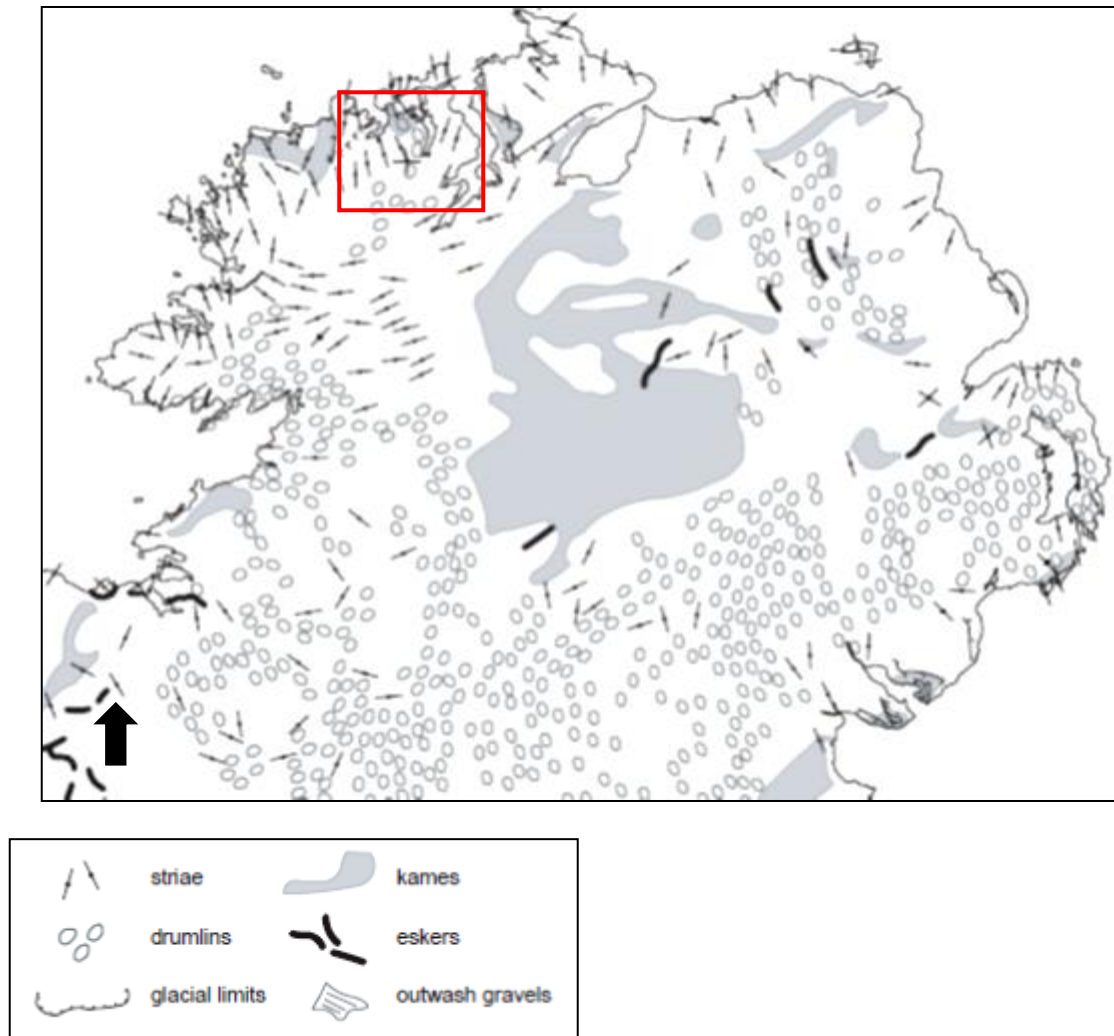 striae
kames
drumlins
eskers
glacial limits
outwash gravels